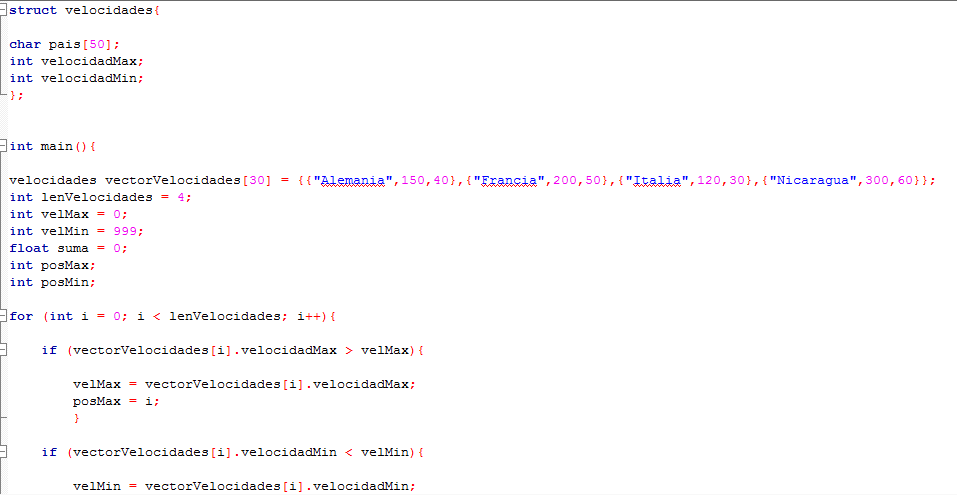 struct velocidades{
char pais[50];
int velocidadMax;
int velocidadMin;
};
int main(){
velocidades vectorVelocidades[30] = {{"Alemania",150,40},{"Francia",200,50},{"Italia",120,30},{"Nicaragua",300,60}};
int lenVelocidades = 4;
int velMax = 0;
int velMin = 999;
float suma = 0;
int posMax;
int posMin;
for (int i = 0; i < lenVelocidades; i++){
if (vectorVelocidades[i].velocidadMax > velMax){
velMax = vectorVelocidades[i].velocidadMax;
posMax = i;
}
if (vectorVelocidades[i].velocidadMin < velMin){
velMin = vectorVelocidades[i].velocidadMin;